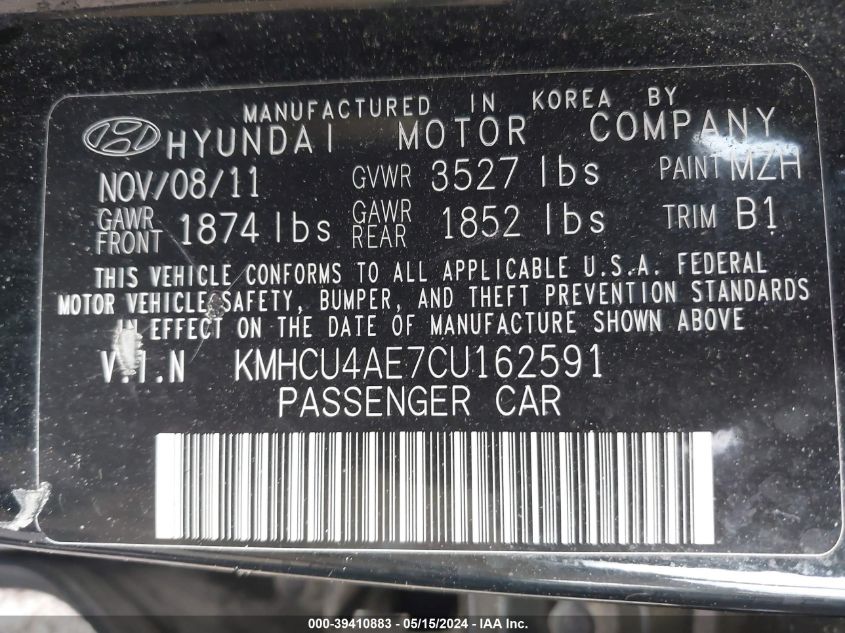 MANUFACTURED IN KOREA BY
HYUNDAI MOTOR COMPANY
NOV/08/11 GVWR 3527 lbs PAINT MZH
GAWR FRONT 1874 lbs GAWR REAR 1852 lbs TRIM B1
THIS VEHICLE CONFORMS TO ALL APPLICABLE U.S.A. FEDERAL
MOTOR VEHICLE SAFETY, BUMPER, AND THEFT PREVENTION STANDARDS
IN EFFECT ON THE DATE OF MANUFACTURE SHOWN ABOVE
V.I.N KMHCU4AE7CU162591
PASSENGER CAR
000-39410883 - 05/15/2024 - IAA Inc.